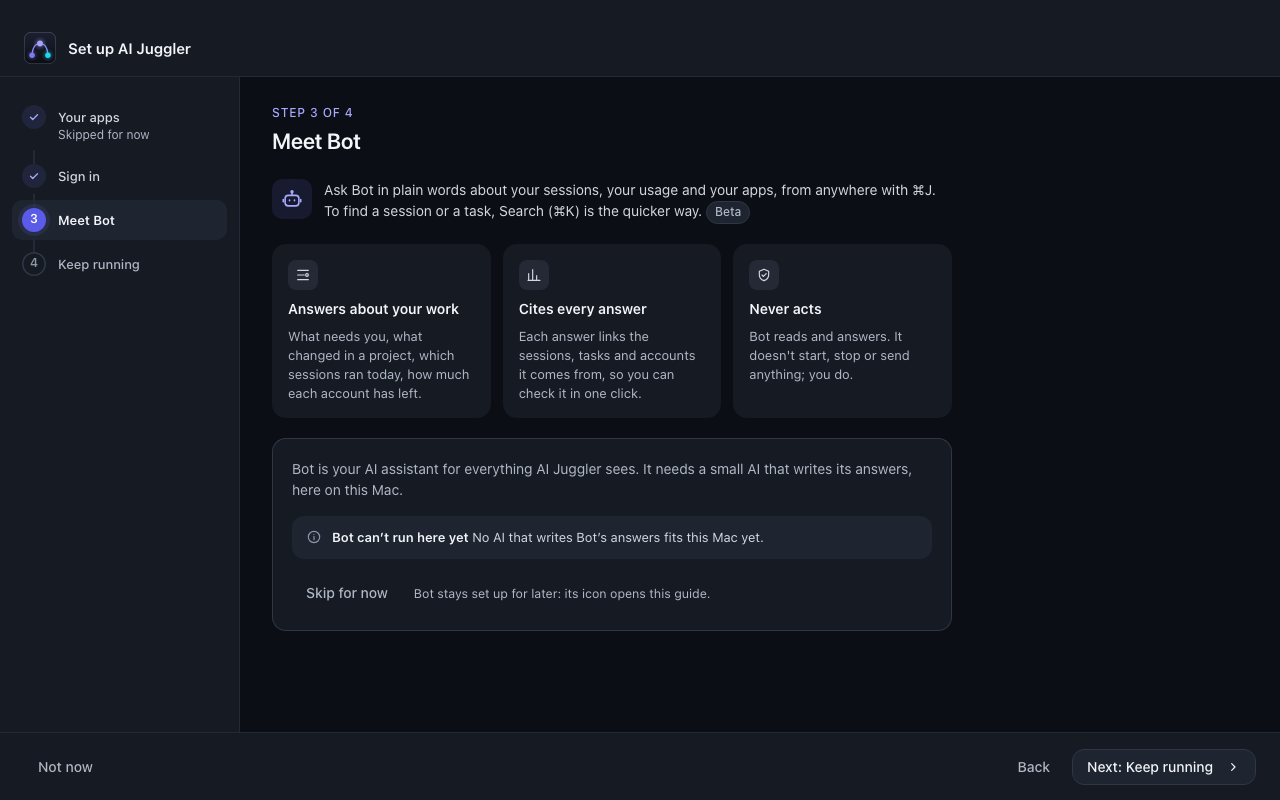 Set up AI Juggler
Your apps
Skipped for now
Sign in
3
Meet Bot
4
Keep running
STEP 3 OF 4
Meet Bot
Ask Bot in plain words about your sessions, your usage and your apps, from anywhere with ⌘J.
To find a session or a task, Search (⌘K) is the quicker way. Beta
Answers about your work
What needs you, what
changed in a project, which
sessions ran today, how much
each account has left.
Cites every answer
Each answer links the
sessions, tasks and accounts
it comes from, so you can
check it in one click.
Never acts
Bot reads and answers. It
doesn't start, stop or send
anything; you do.
Bot is your AI assistant for everything AI Juggler sees. It needs a small AI that writes its answers,
here on this Mac.
Bot can’t run here yet No AI that writes Bot’s answers fits this Mac yet.
Skip for now
Bot stays set up for later: its icon opens this guide.
Not now
Back
Next: Keep running